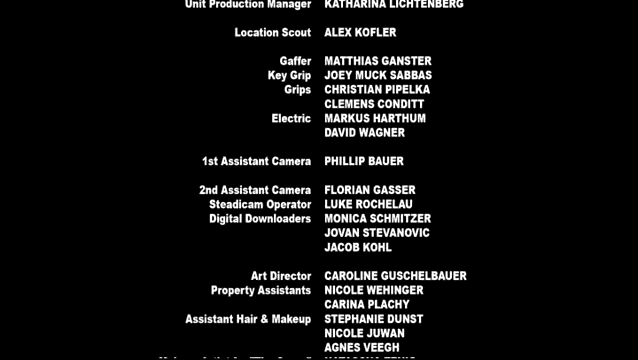 Unit Production Manager KATHARINA LICHTENBERG
Location Scout ALEX KOFLER
Gaffer MATTHIAS GANSTER
Key Grip JOEY MUCK SABBAS
Grips CHRISTIAN PIPELKA
CLEMENS CONDITT
Electric MARKUS HARTHUM
DAVID WAGNER
1st Assistant Camera PHILLIP BAUER
2nd Assistant Camera FLORIAN GASSER
Steadicam Operator LUKE ROCHELAU
Digital Downloaders MONICA SCHMITZER
JOVAN STEVANOVIC
JACOB KOHL
Art Director CAROLINE GUSCHELBAUER
Property Assistants NICOLE WEHINGER
CARINA PLACHY
Assistant Hair & Makeup STEPHANIE DUNST
NICOLE JUWAN
AGNES VEEGH